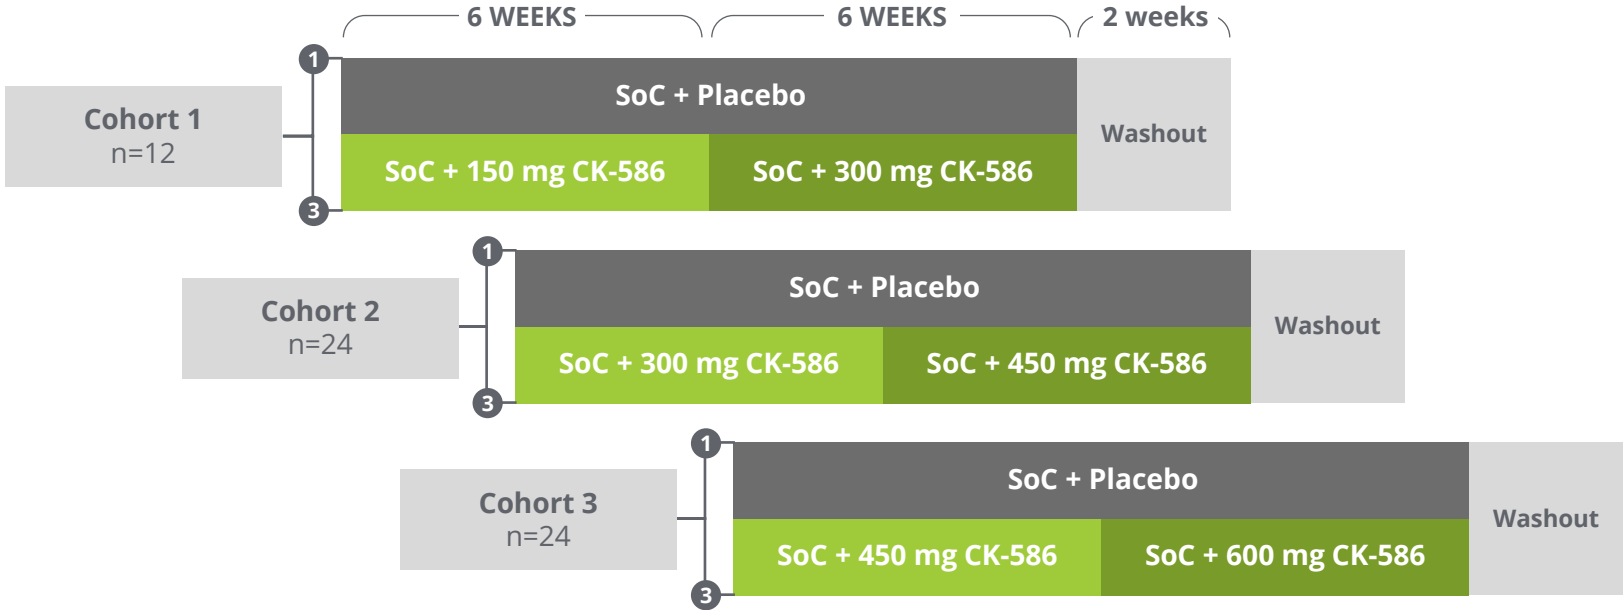 6 WEEKS 6 WEEKS 2 weeks
1
SoC + Placebo
Cohort 1
n=12
Washout
SoC + 150 mg CK-586 SoC + 300 mg CK-586
3
1
SoC + Placebo
Cohort 2
n=24
Washout
SoC + 300 mg CK-586 SoC + 450 mg CK-586
3
1
SoC + Placebo
Cohort 3
n=24
Washout
SoC + 450 mg CK-586 SoC + 600 mg CK-586
3